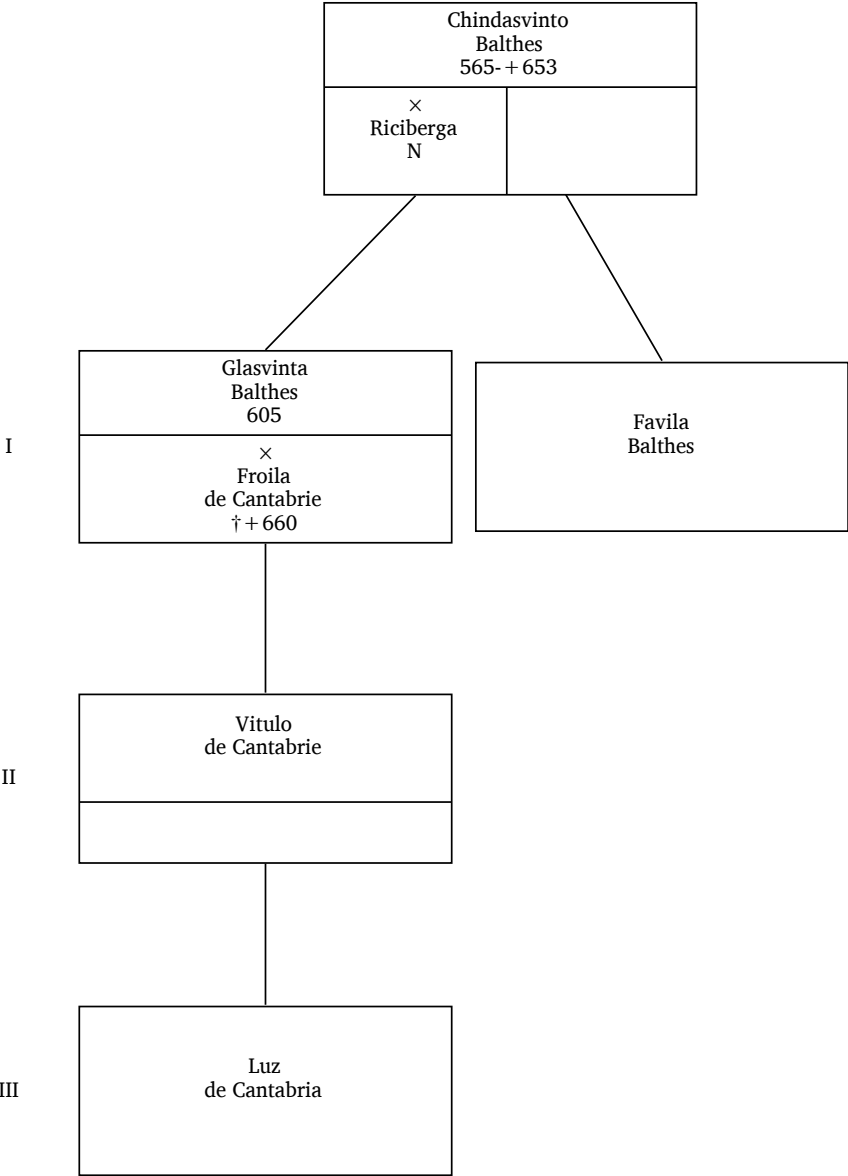 Chindasvinto
Balthes
565-+653
×
Riciberga
N
I
Glasvinta
Balthes
605
×
Froila
de Cantabrie
†+660
Favila
Balthes
II
Vitulo
de Cantabrie
III
Luz
de Cantabria